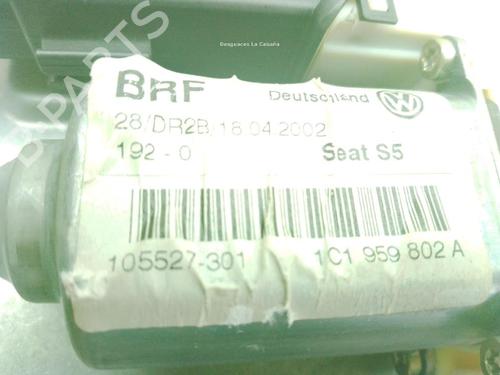 Desguaces La Cabaña
B-PARTS
BRF
Deutschland
28/DR2B/18.04.2002
192-0
Seat S5
105527-301
1C1 959 802 A